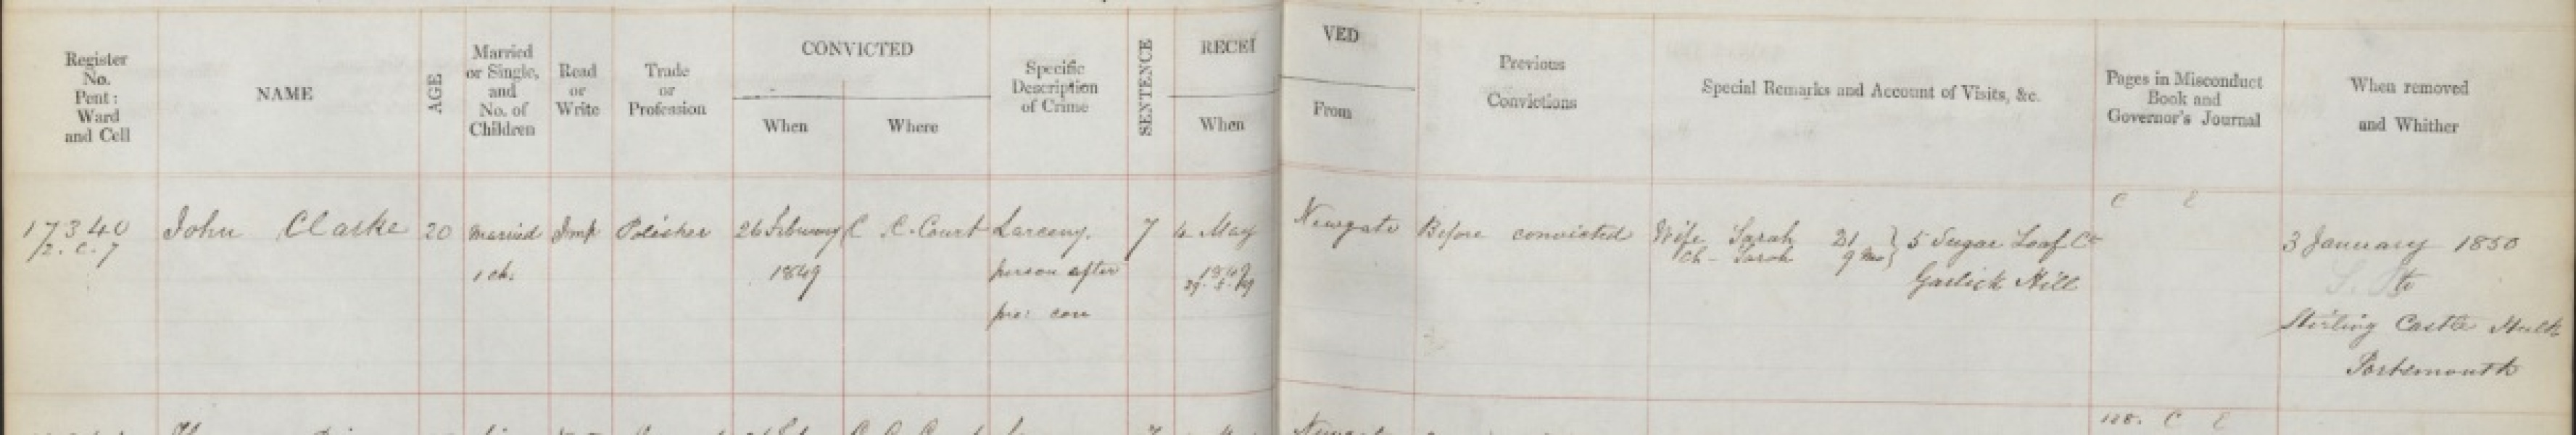 Register No. Pent: Ward and Cell
NAME
AGE
Married or Single, and No. of Children
Read or Write
Trade or Profession
CONVICTED
When
Where
Specific Description of Crime
SENTENCE
RECEI
When
VED
From
Previous Convictions
Special Remarks and Account of Visits, &c.
Pages in Misconduct Book and Governor's Journal
When removed and Whither
17340
12. C. 7
John Clarke
20
Married
1 ch.
Imp
Polisher
26 February
1849
C. C. Court
Larceny.
person after
pre: con
7
4 May
1849
Newgate
Before convicted
Wife Sarah 21 } 5 Sugar Loaf Ct
Ch - Sarah 9 mo }
Garlick Hill
C E
3 January 1850
to
Stirling Castle Hulk
Portsmouth
Newgate
128. C E